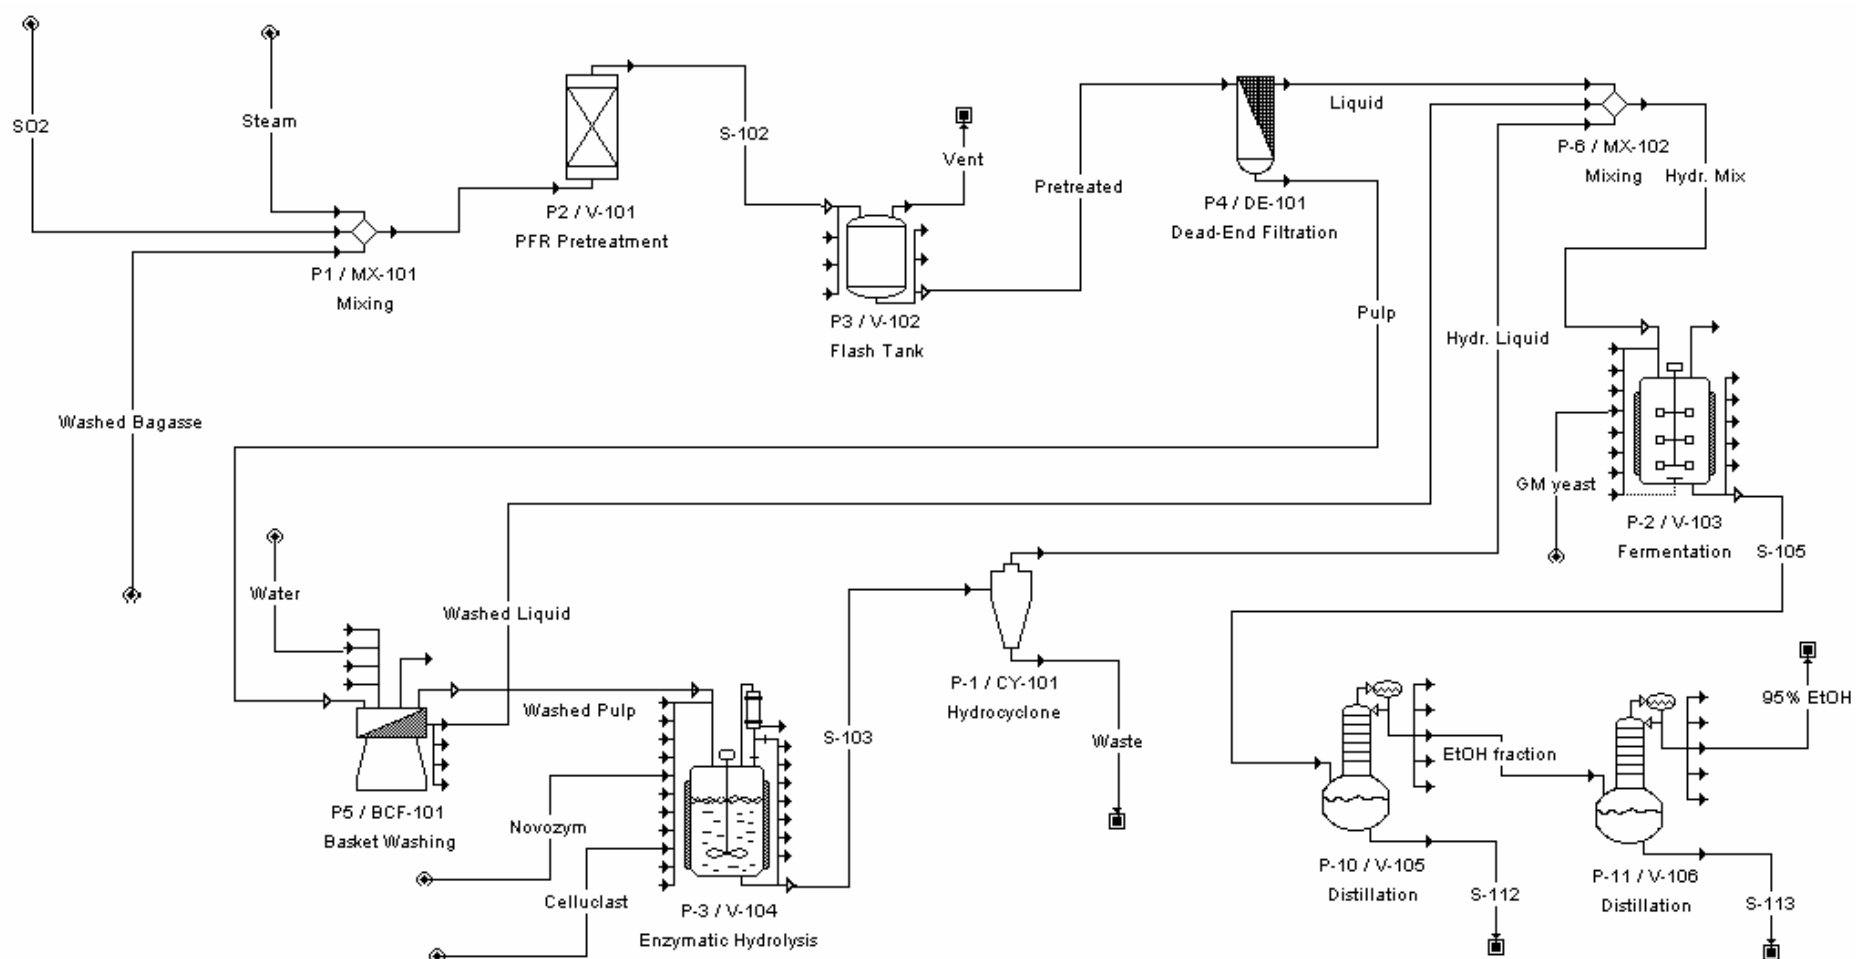 SO2
Steam
S-102
Vent
Pretreated
Liquid
P-6 / MX-102
Mixing
Hydr. Mix
P2 / V-101
PFR Pretreatment
P4 / DE-101
Dead-End Filtration
P1 / MX-101
Mixing
P3 / V-102
Flash Tank
Pulp
Hydr. Liquid
Washed Bagasse
GM yeast
P-2 / V-103
Fermentation
S-105
Water
Washed Liquid
Washed Pulp
P-1 / CY-101
Hydrocyclone
S-103
Waste
95% EtOH
EtOH fraction
P5 / BCF-101
Basket Washing
Novozym
Celluclast
P-3 / V-104
Enzymatic Hydrolysis
P-10 / V-105
Distillation
S-112
P-11 / V-106
Distillation
S-113